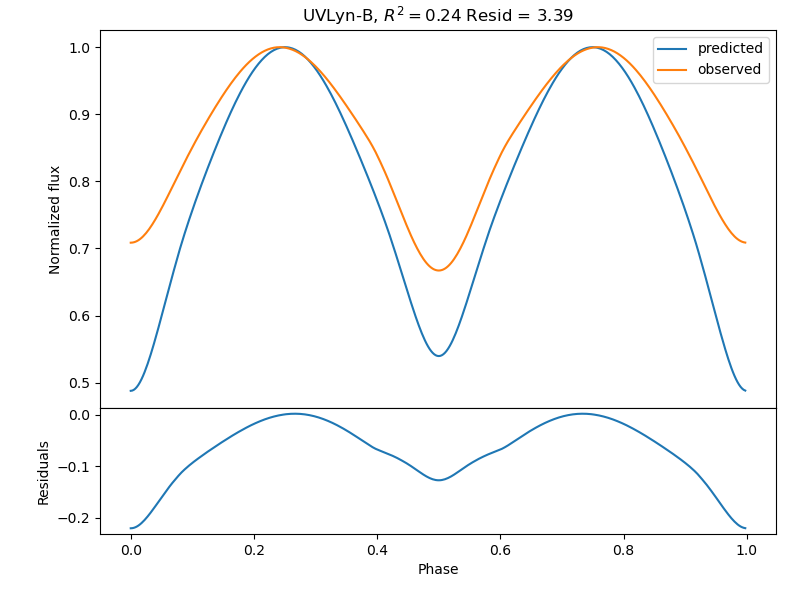 UVLyn-B, $R^2 = 0.24$ Resid = 3.39
predicted
observed
Normalized flux
1.0
0.9
0.8
0.7
0.6
0.5
Residuals
0.0
−0.1
−0.2
0.0 0.2 0.4 0.6 0.8 1.0
Phase